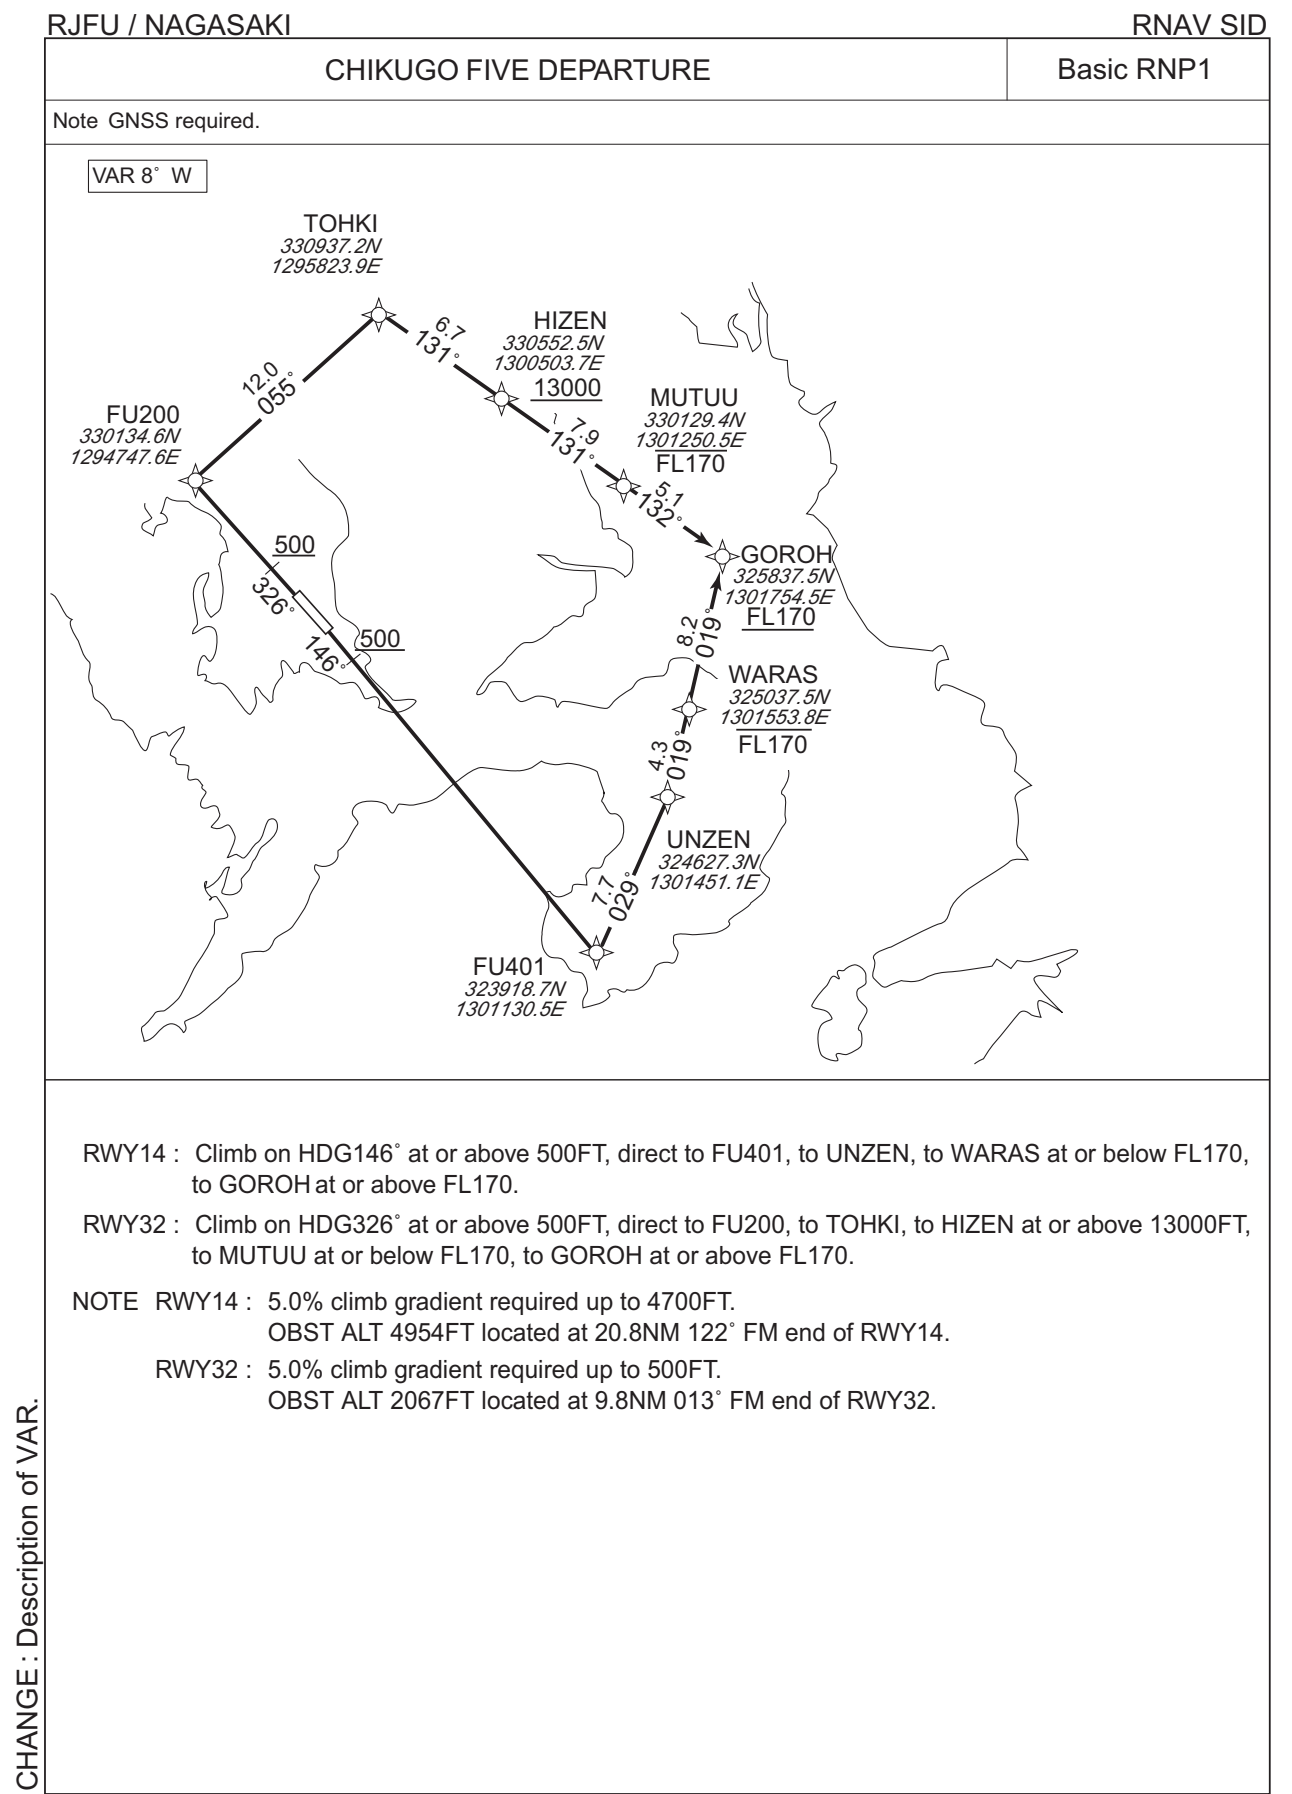 RJFU / NAGASAKI
RNAV SID
CHIKUGO FIVE DEPARTURE
Basic RNP1
Note GNSS required.
VAR 8° W
TOHKI
330937.2N
1295823.9E
6.7
131°
HIZEN
330552.5N
1300503.7E
13000
12.0
055°
FU200
330134.6N
1294747.6E
7.9
131°
MUTUU
330129.4N
1301250.5E
FL170
5.1
132°
500
326°
GOROH
325837.5N
1301754.5E
FL170
500
146°
8.2
019°
WARAS
325037.5N
1301553.8E
FL170
4.3
019°
UNZEN
324627.3N
1301451.1E
7.7
029°
FU401
323918.7N
1301130.5E
RWY14 : Climb on HDG146° at or above 500FT, direct to FU401, to UNZEN, to WARAS at or below FL170,
to GOROH at or above FL170.
RWY32 : Climb on HDG326° at or above 500FT, direct to FU200, to TOHKI, to HIZEN at or above 13000FT,
to MUTUU at or below FL170, to GOROH at or above FL170.
NOTE RWY14 : 5.0% climb gradient required up to 4700FT.
OBST ALT 4954FT located at 20.8NM 122° FM end of RWY14.
RWY32 : 5.0% climb gradient required up to 500FT.
OBST ALT 2067FT located at 9.8NM 013° FM end of RWY32.
CHANGE : Description of VAR.